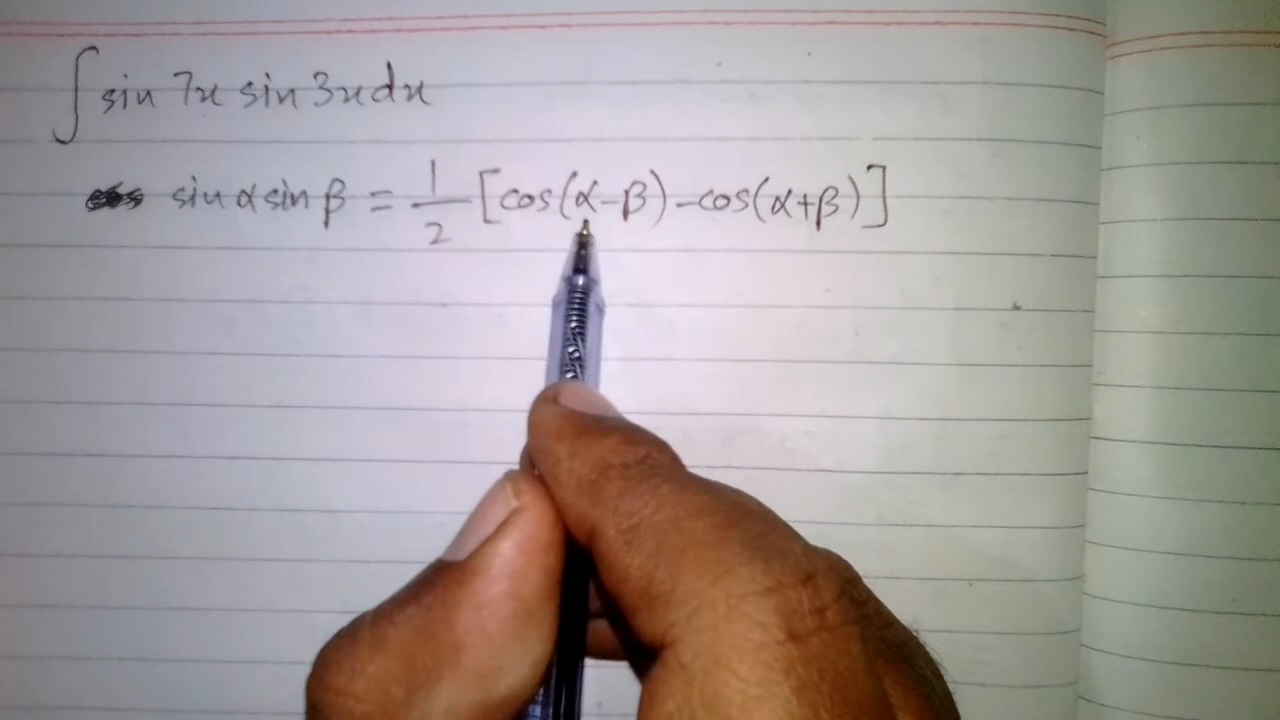 ∫ sin 7x sin 3x dx
sin α sin β = 1/2 [cos(α-β) - cos(α+β)]